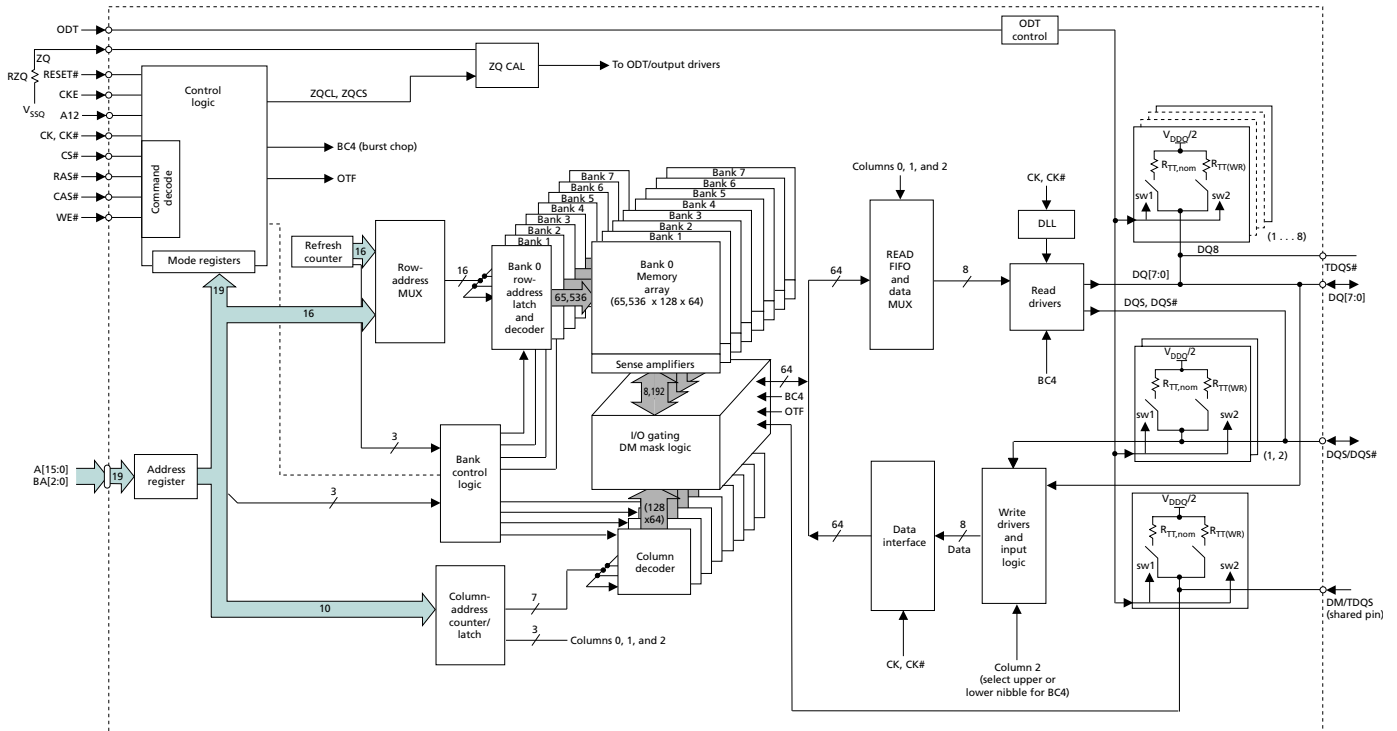 ODT
ZQ
RZQ
VSSQ
RESET#
CKE
A12
CK, CK#
CS#
RAS#
CAS#
WE#
Control
logic
Command
decode
Mode registers
ZQCL, ZQCS
BC4 (burst chop)
OTF
ZQ CAL
To ODT/output drivers
ODT
control
Refresh
counter
16
Row-
address
MUX
16
16
19
Bank 7
Bank 6
Bank 5
Bank 4
Bank 3
Bank 2
Bank 1
Bank 0
row-
address
latch
and
decoder
65,536
Bank 7
Bank 6
Bank 5
Bank 4
Bank 3
Bank 2
Bank 1
Bank 0
Memory
array
(65,536 x 128 x 64)
Sense amplifiers
8,192
I/O gating
DM mask logic
64
BC4
OTF
(128
x64)
Column
decoder
A[15:0]
BA[2:0]
19
Address
register
3
3
Bank
control
logic
10
Column-
address
counter/
latch
7
3
Columns 0, 1, and 2
Columns 0, 1, and 2
64
READ
FIFO
and
data
MUX
8
CK, CK#
DLL
Read
drivers
BC4
64
Data
interface
8
Data
Write
drivers
and
input
logic
CK, CK#
Column 2
(select upper or
lower nibble for BC4)
VDDQ/2
RTT,nom
RTT(WR)
sw1
sw2
(1 . . . 8)
DQ8
TDQS#
DQ[7:0]
DQ[7:0]
DQS, DQS#
VDDQ/2
RTT,nom
RTT(WR)
sw1
sw2
(1, 2)
DQS/DQS#
VDDQ/2
RTT,nom
RTT(WR)
sw1
sw2
DM/TDQS
(shared pin)